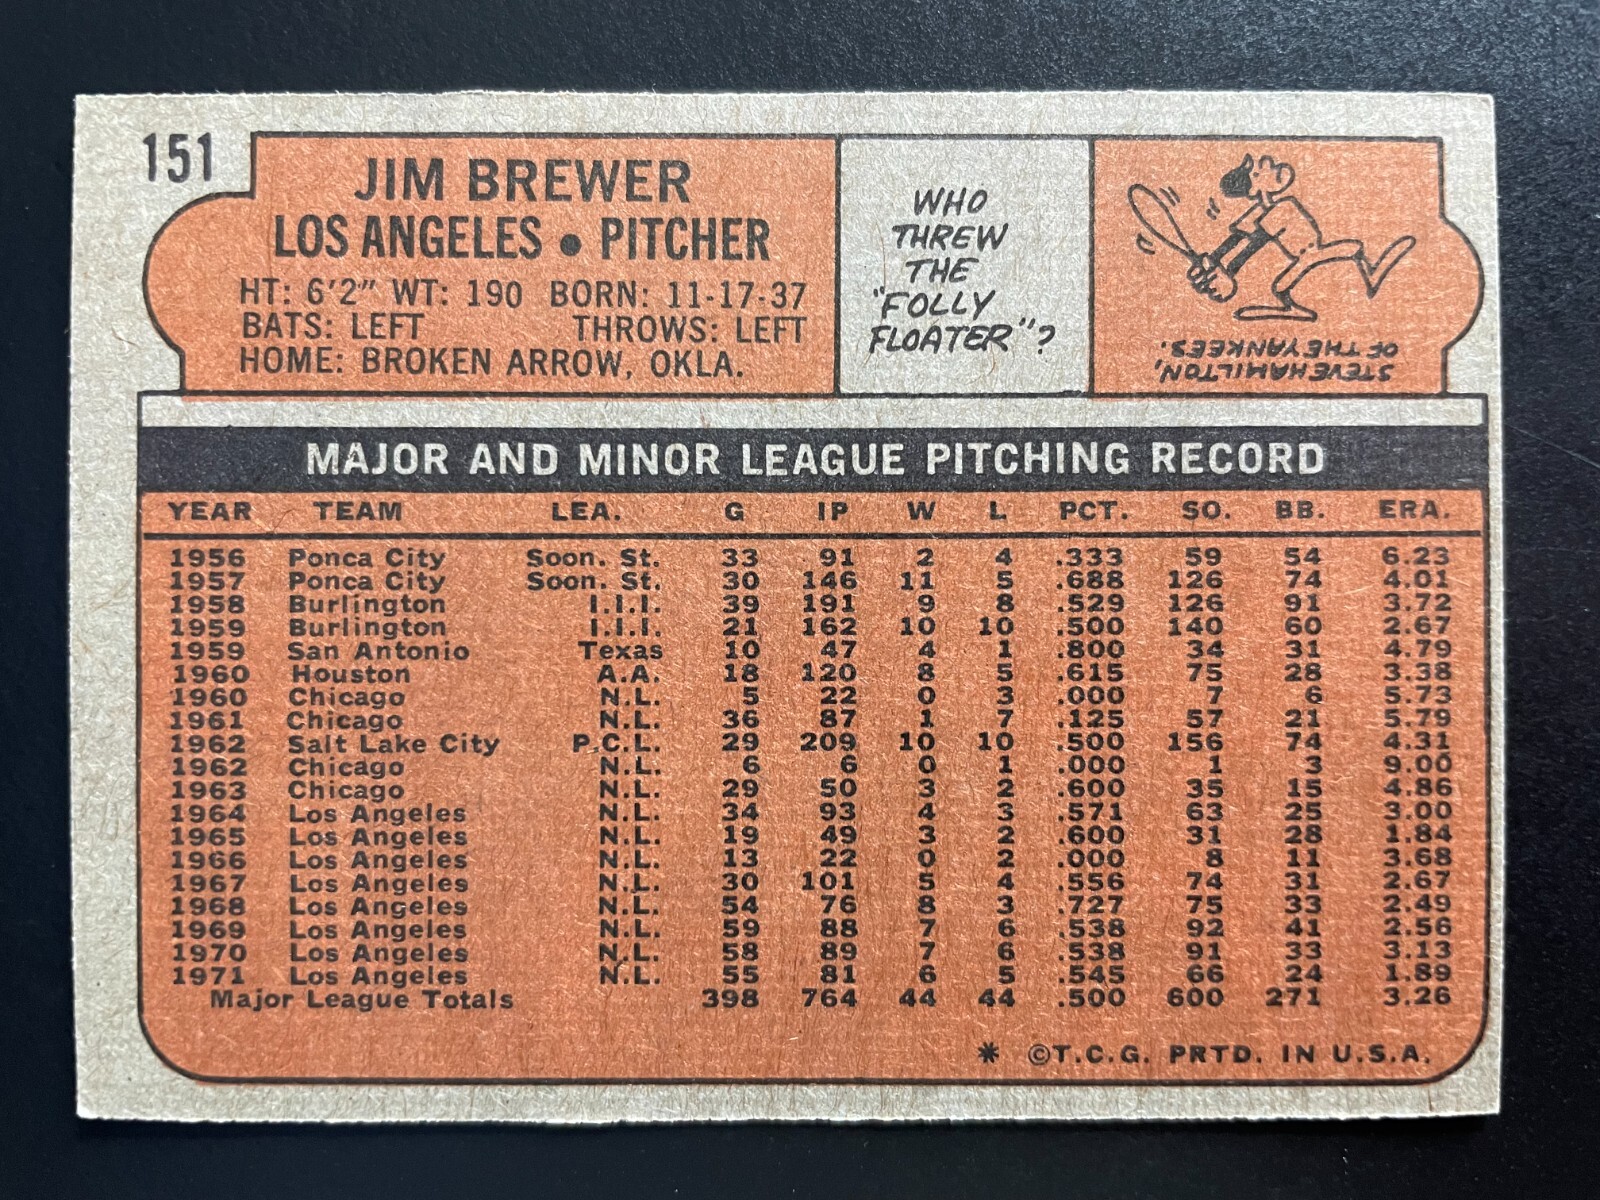 151
JIM BREWER
LOS ANGELES • PITCHER
HT: 6'2" WT: 190 BORN: 11-17-37
BATS: LEFT THROWS: LEFT
HOME: BROKEN ARROW, OKLA.
WHO
THREW
THE
"FOLLY
FLOATER"?
STEVE HAMILTON,
OF THE YANKEES.
MAJOR AND MINOR LEAGUE PITCHING RECORD
YEAR TEAM LEA. G IP W L PCT. SO. BB. ERA.
1956 Ponca City Soon. St. 33 91 2 4 .333 59 54 6.23
1957 Ponca City Soon. St. 30 146 11 5 .688 126 74 4.01
1958 Burlington I.I.I. 39 191 9 8 .529 126 91 3.72
1959 Burlington I.I.I. 21 162 10 10 .500 140 60 2.67
1959 San Antonio Texas 10 47 4 1 .800 34 31 4.79
1960 Houston A.A. 18 120 8 5 .615 75 28 3.38
1960 Chicago N.L. 5 22 0 3 .000 7 6 5.73
1961 Chicago N.L. 36 87 1 7 .125 57 21 5.79
1962 Salt Lake City P.C.L. 29 209 10 10 .500 156 74 4.31
1962 Chicago N.L. 6 6 0 1 .000 1 3 9.00
1963 Chicago N.L. 29 50 3 2 .600 35 15 4.86
1964 Los Angeles N.L. 34 93 4 3 .571 63 25 3.00
1965 Los Angeles N.L. 19 49 3 2 .600 31 28 1.84
1966 Los Angeles N.L. 13 22 0 2 .000 8 11 3.68
1967 Los Angeles N.L. 30 101 5 4 .556 74 31 2.67
1968 Los Angeles N.L. 54 76 8 3 .727 75 33 2.49
1969 Los Angeles N.L. 59 88 7 6 .538 92 41 2.56
1970 Los Angeles N.L. 58 89 7 6 .538 91 33 3.13
1971 Los Angeles N.L. 55 81 6 5 .545 66 24 1.89
Major League Totals 398 764 44 44 .500 600 271 3.26
* ©T.C.G. PRTD. IN U.S.A.